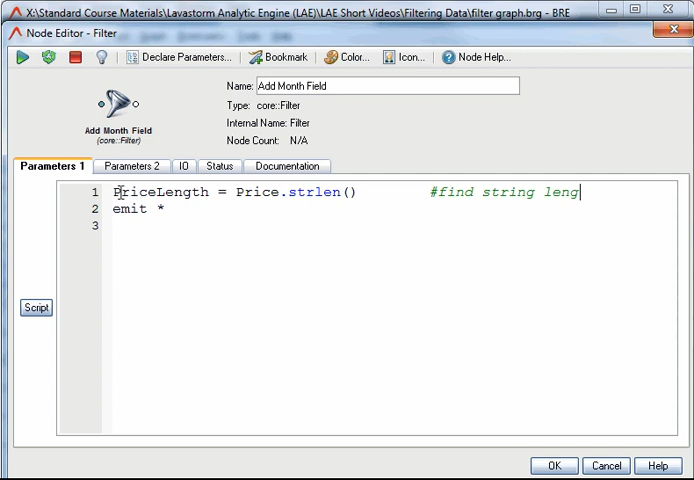 X:\Standard Course Materials\Lavastorm Analytic Engine (LAE)\LAE Short Videos\Filtering Data\filter graph.brg - BRE
Node Editor - Filter
Declare Parameters... Bookmark Color... Icon... Node Help...
Name: Add Month Field
Type: core::Filter
Internal Name: Filter
Node Count: N/A
Add Month Field
(core::Filter)
Parameters 1 Parameters 2 IO Status Documentation
1 PriceLength = Price.strlen() #find string leng
2 emit *
3
Script
OK Cancel Help